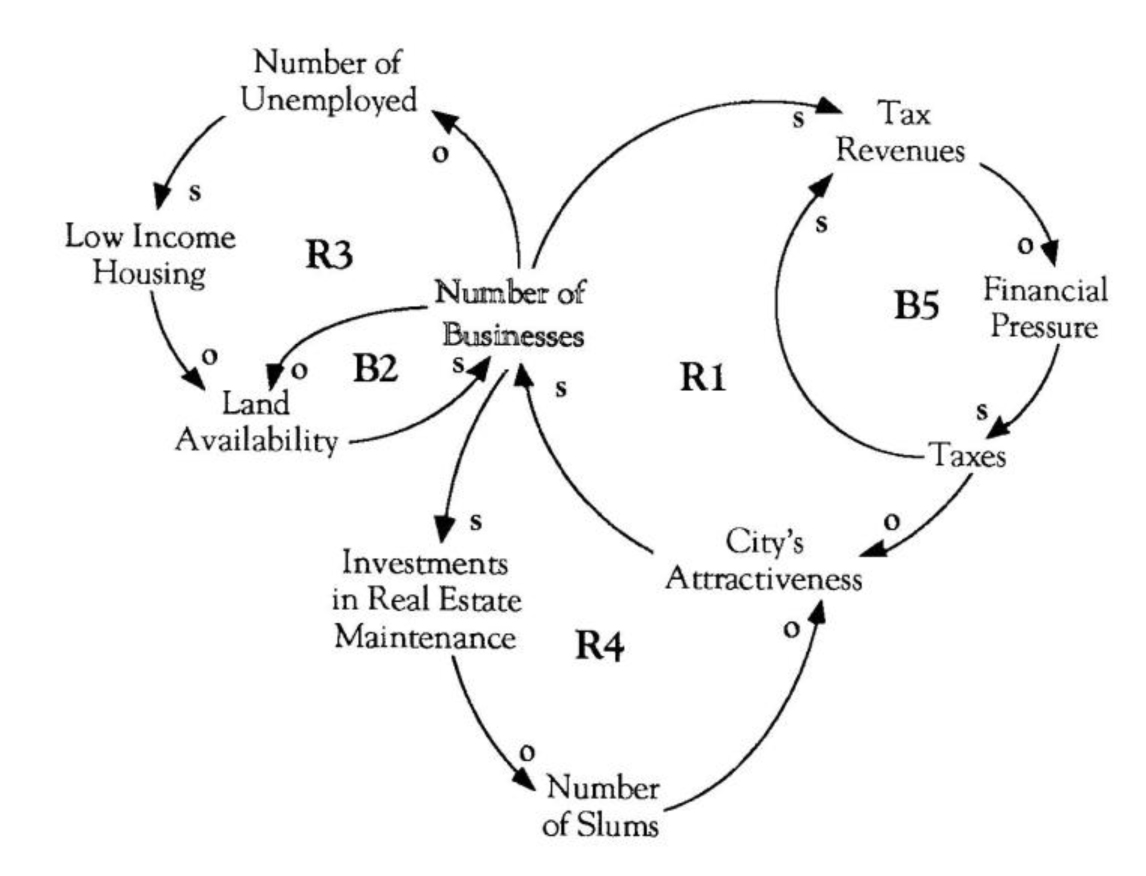 Number of
Unemployed
o
s
Low Income
Housing
R3
o
Land
Availability
o
B2
s
Number of
Businesses
s
Tax
Revenues
s
o
B5
Financial
Pressure
s
Taxes
R1
o
City's
Attractiveness
s
s
Investments
in Real Estate
Maintenance
R4
o
o
Number
of Slums